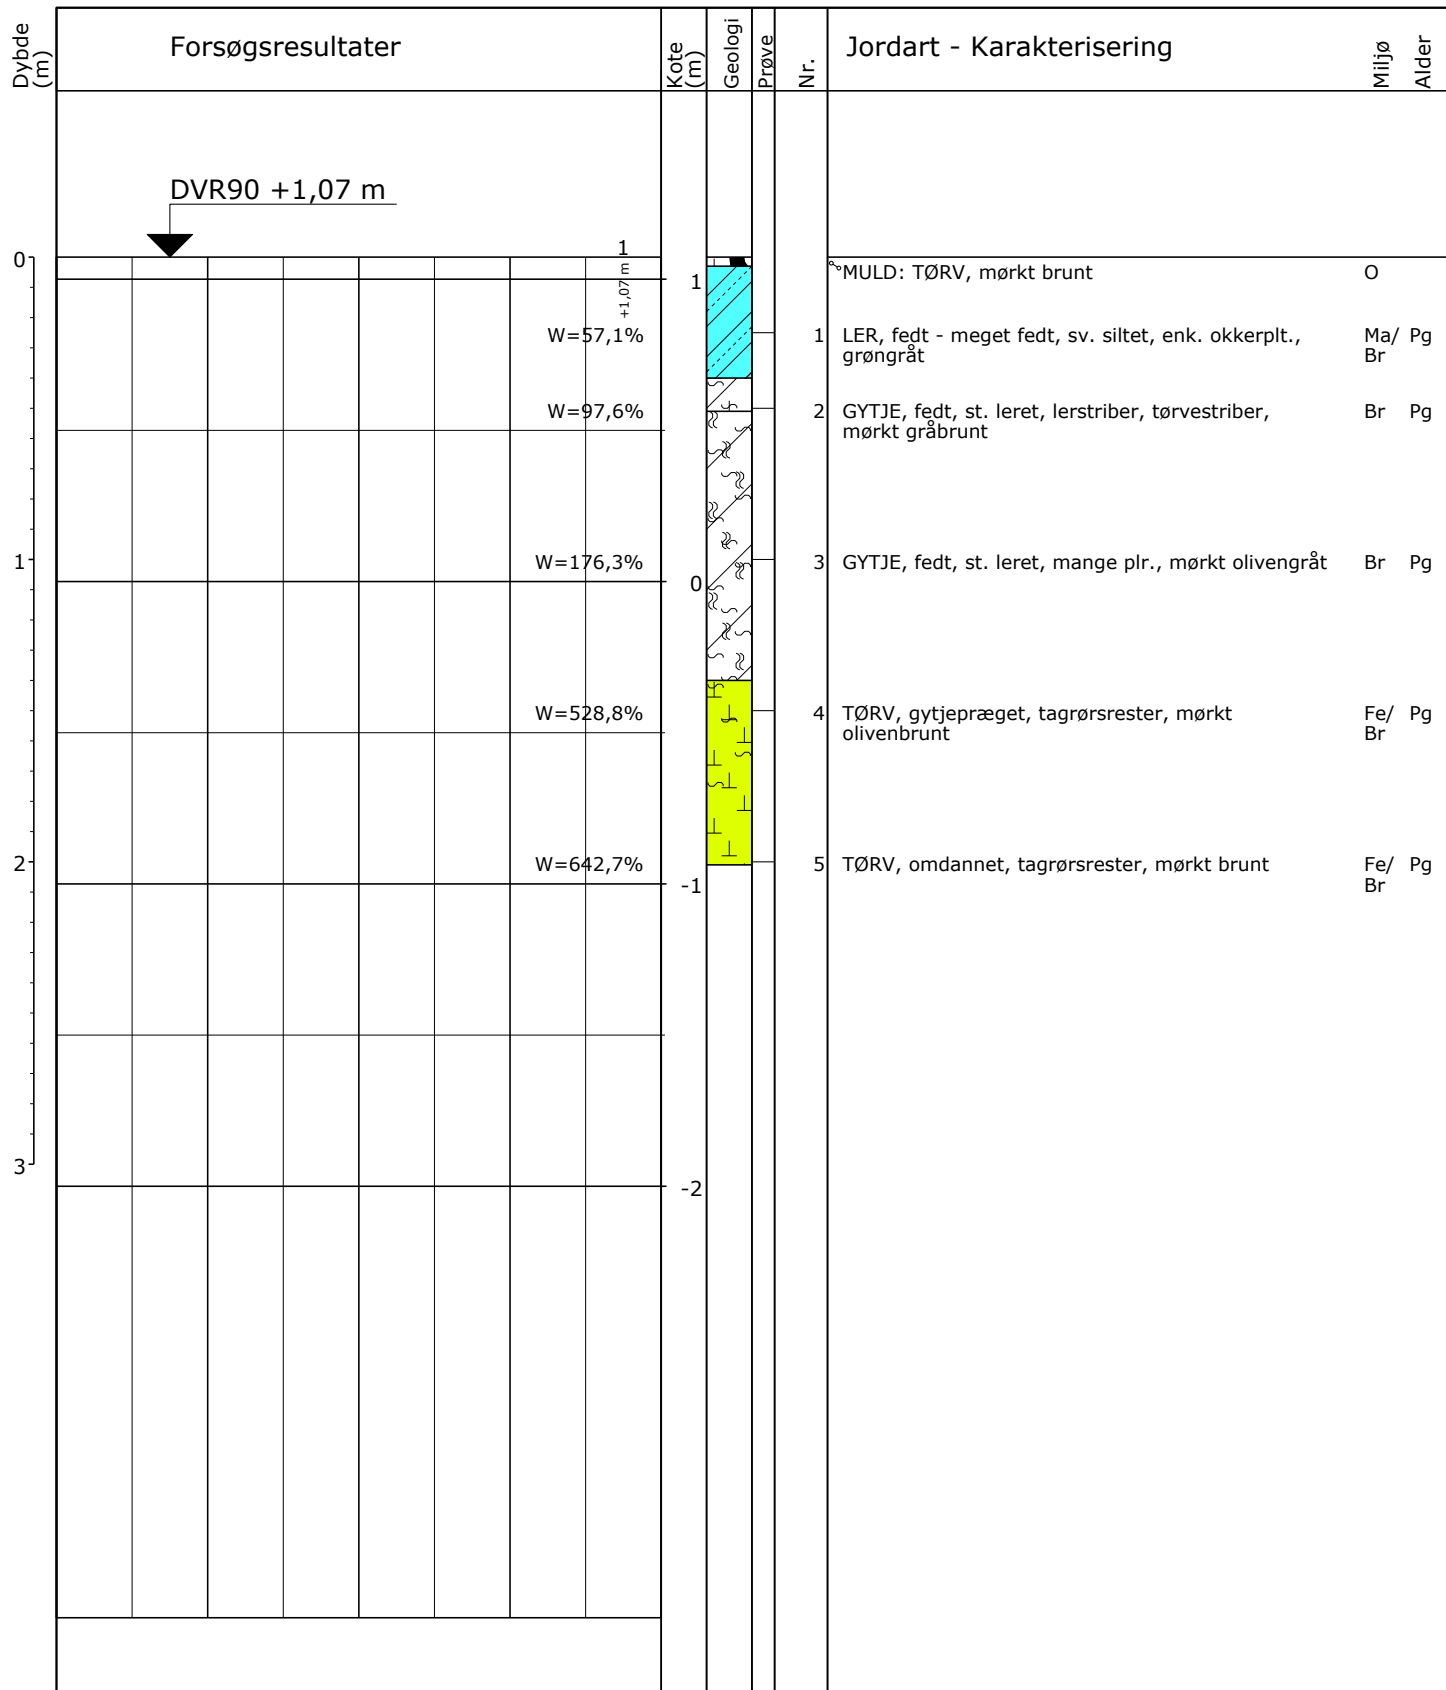 Dybde
(m)
Forsøgsresultater
Kote
(m)
Geologi
Prøve
Nr.
Jordart - Karakterisering
Miljø
Alder
DVR90 +1,07 m
1
+1,07 m
0
1
MULD: TØRV, mørkt brunt O
W=57,1% 1 LER, fedt - meget fedt, sv. siltet, enk. okkerplt., Ma/ Pg
grøngråt Br
W=97,6% 2 GYTJE, fedt, st. leret, lerstriber, tørvestriber, Br Pg
mørkt gråbrunt
1 W=176,3% 3 GYTJE, fedt, st. leret, mange plr., mørkt olivengråt Br Pg
0
W=528,8% 4 TØRV, gytjepræget, tagrørsrester, mørkt Fe/ Pg
olivenbrunt Br
2 W=642,7% 5 TØRV, omdannet, tagrørsrester, mørkt brunt Fe/ Pg
-1 Br
3
-2